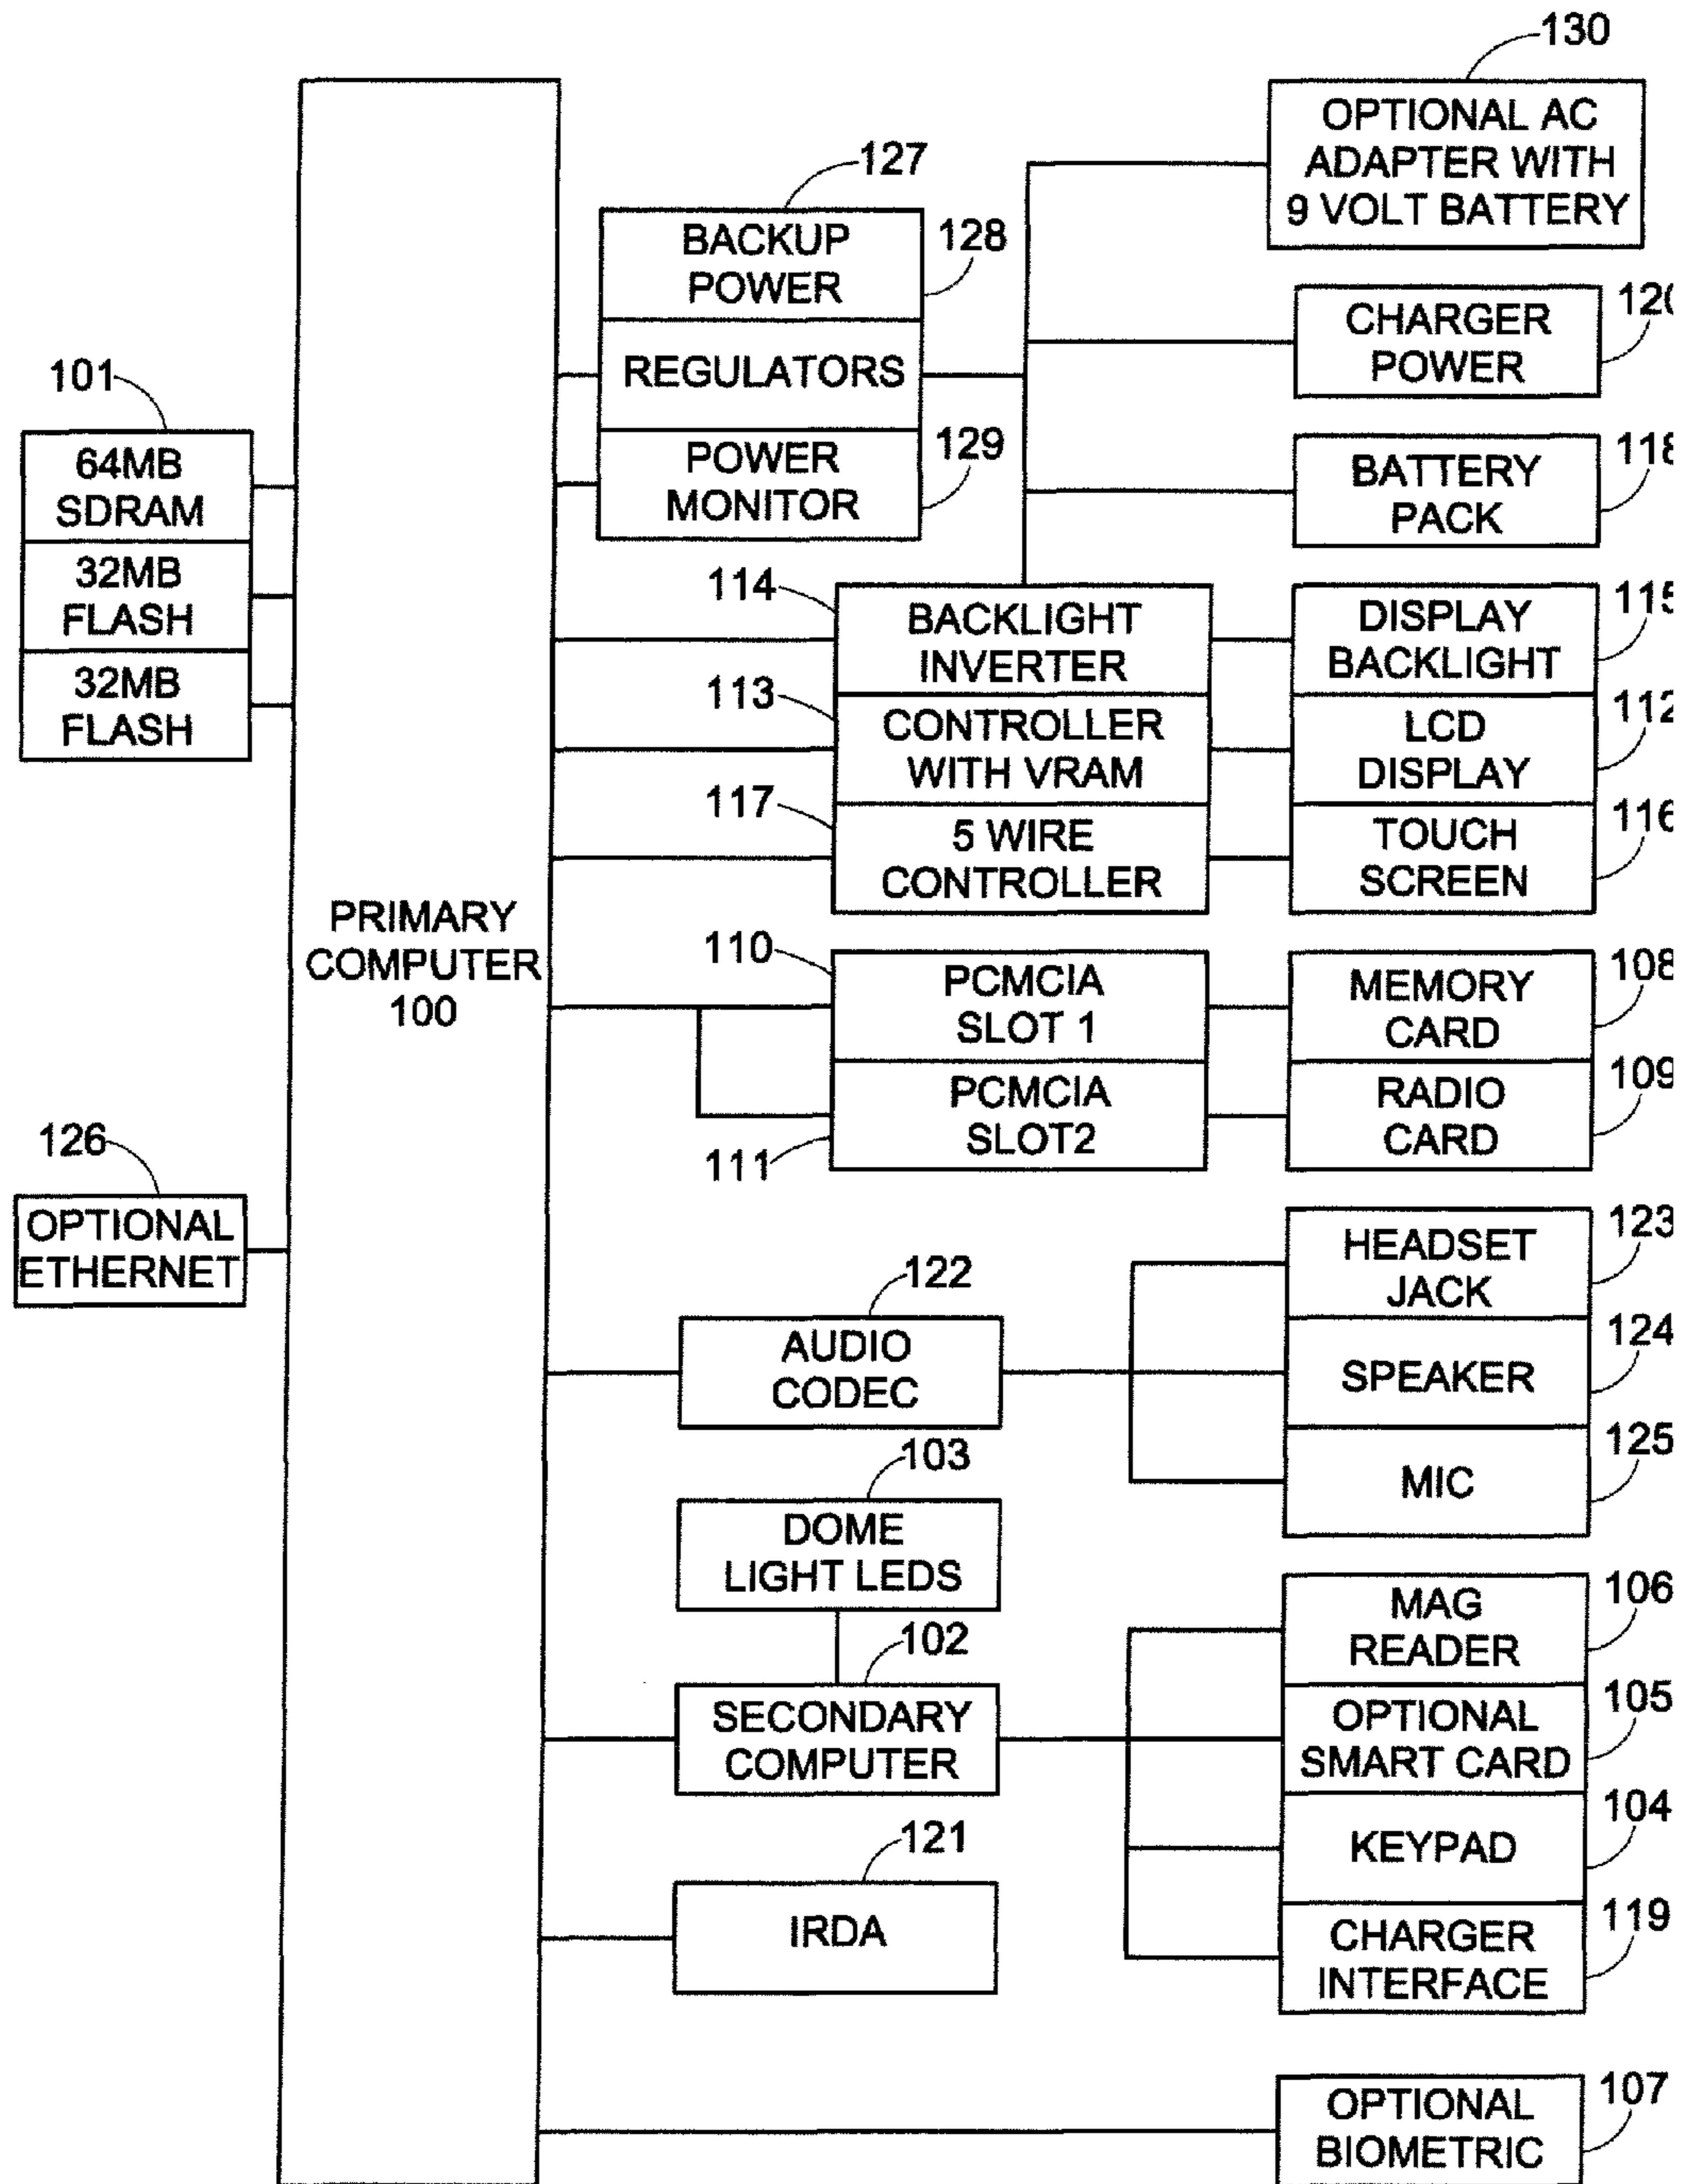 130
OPTIONAL AC
ADAPTER WITH
9 VOLT BATTERY
127
BACKUP
POWER
128
REGULATORS
POWER
MONITOR
129
CHARGER
POWER
120
BATTERY
PACK
118
101
64MB
SDRAM
32MB
FLASH
32MB
FLASH
PRIMARY
COMPUTER
100
114
BACKLIGHT
INVERTER
DISPLAY
BACKLIGHT
115
113
CONTROLLER
WITH VRAM
LCD
DISPLAY
112
117
5 WIRE
CONTROLLER
TOUCH
SCREEN
116
110
PCMCIA
SLOT 1
MEMORY
CARD
108
PCMCIA
SLOT2
111
RADIO
CARD
109
126
OPTIONAL
ETHERNET
122
AUDIO
CODEC
HEADSET
JACK
123
SPEAKER
124
MIC
125
103
DOME
LIGHT LEDS
102
SECONDARY
COMPUTER
MAG
READER
106
OPTIONAL
SMART CARD
105
KEYPAD
104
CHARGER
INTERFACE
119
121
IRDA
OPTIONAL
BIOMETRIC
107